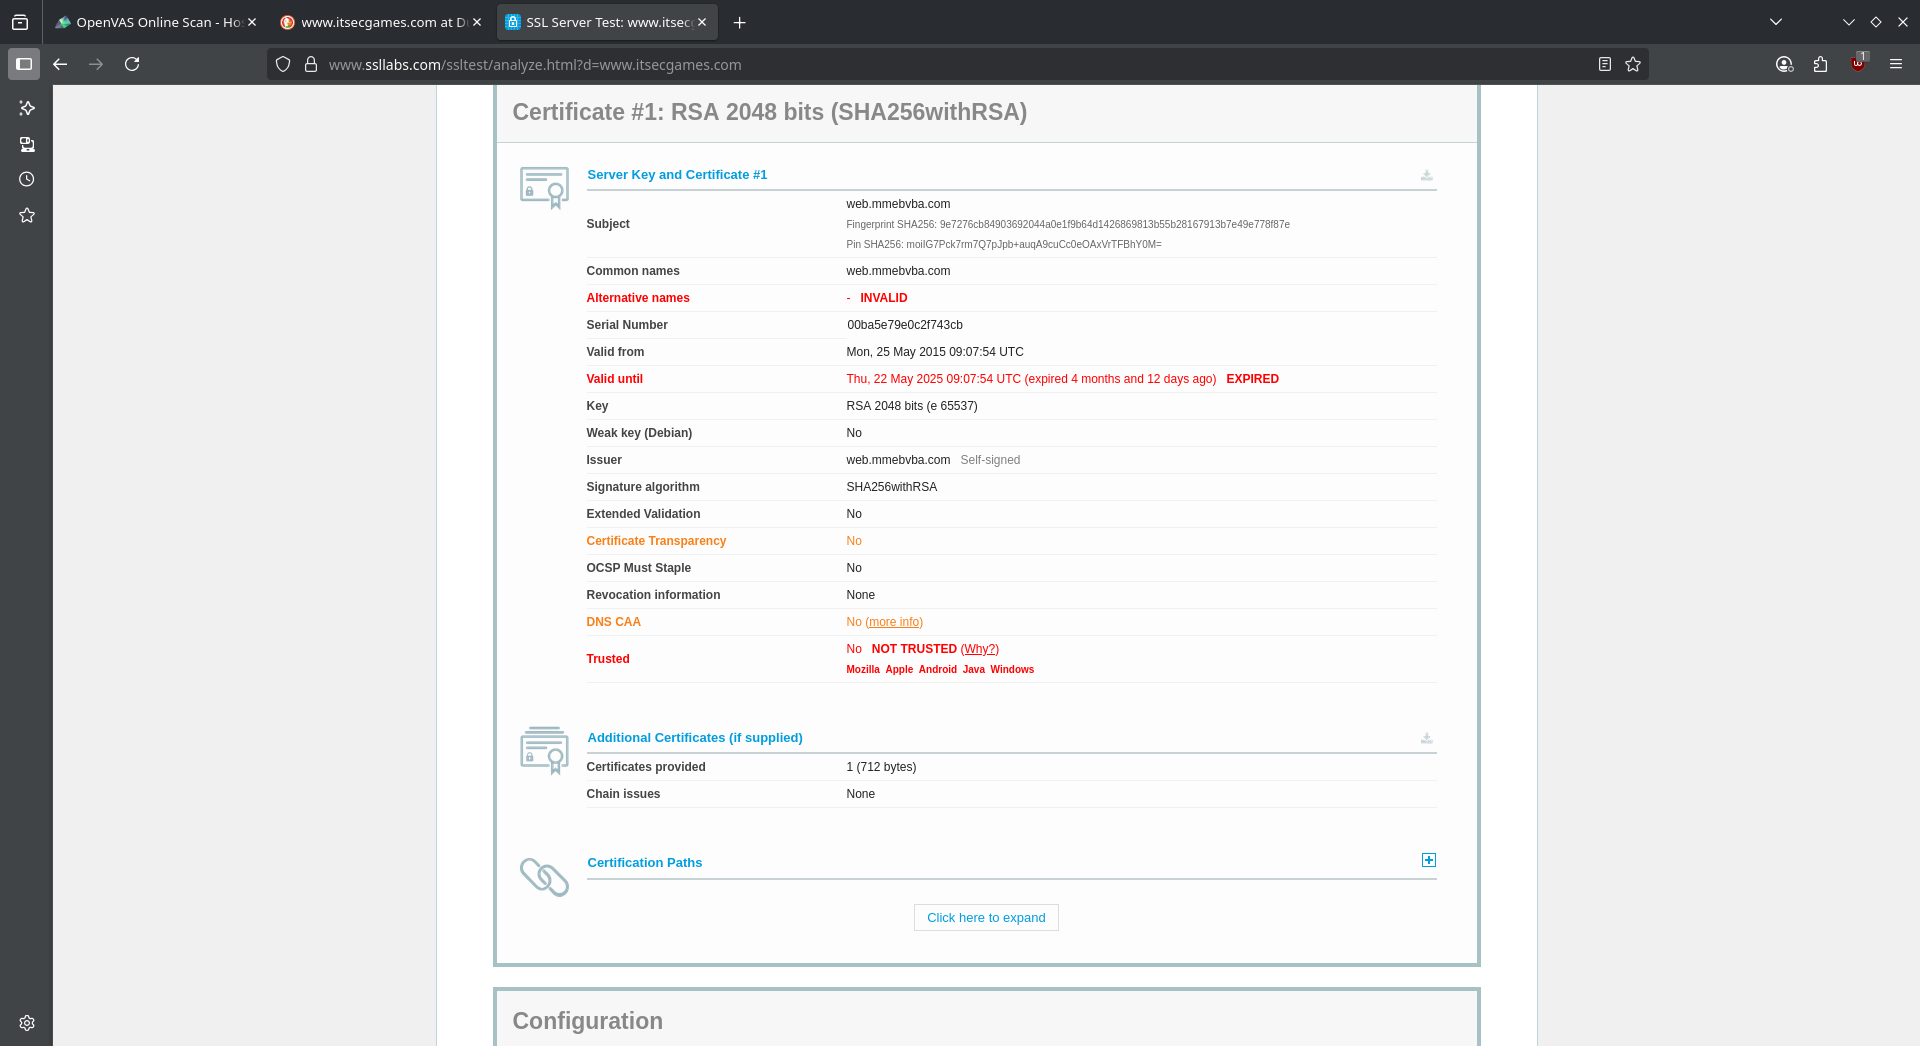 OpenVAS Online Scan - Ho
www.itsecgames.com at D
SSL Server Test: www.itsec
www.ssllabs.com/ssltest/analyze.html?d=www.itsecgames.com
1
Certificate #1: RSA 2048 bits (SHA256withRSA)
Server Key and Certificate #1
Subject
web.mmebvba.com
Fingerprint SHA256: 9e7276cb84903692044a0e1f9b64d1426869813b55b28167913b7e49e778f87e
Pin SHA256: moiIG7Pck7rm7Q7pJpb+auqA9cuCc0eOAxVrTFBhY0M=
Common names web.mmebvba.com
Alternative names - INVALID
Serial Number 00ba5e79e0c2f743cb
Valid from Mon, 25 May 2015 09:07:54 UTC
Valid until Thu, 22 May 2025 09:07:54 UTC (expired 4 months and 12 days ago) EXPIRED
Key RSA 2048 bits (e 65537)
Weak key (Debian) No
Issuer web.mmebvba.com Self-signed
Signature algorithm SHA256withRSA
Extended Validation No
Certificate Transparency No
OCSP Must Staple No
Revocation information None
DNS CAA No (more info)
Trusted
No NOT TRUSTED (Why?)
Mozilla Apple Android Java Windows
Additional Certificates (if supplied)
Certificates provided 1 (712 bytes)
Chain issues None
Certification Paths
Click here to expand
Configuration